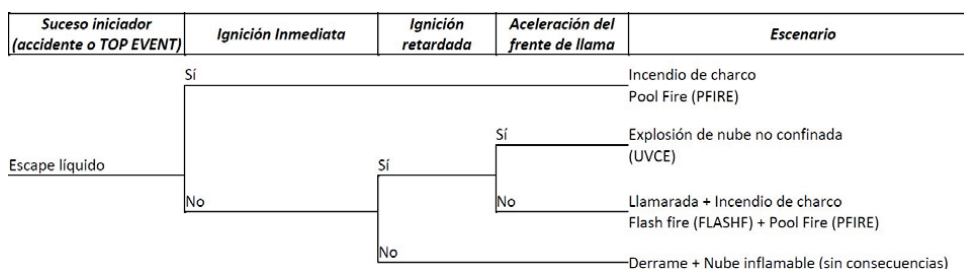 Suceso iniciador
(accidente o TOP EVENT)
Ignición Inmediata
Ignición
retardada
Aceleración del
frente de llama
Escenario
Sí
Incendio de charco
Pool Fire (PFIRE)
Sí
Explosión de nube no confinada
(UVCE)
Escape líquido
Sí
No
No
Llamarada + Incendio de charco
Flash fire (FLASHF) + Pool Fire (PFIRE)
No
Derrame + Nube inflamable (sin consecuencias)